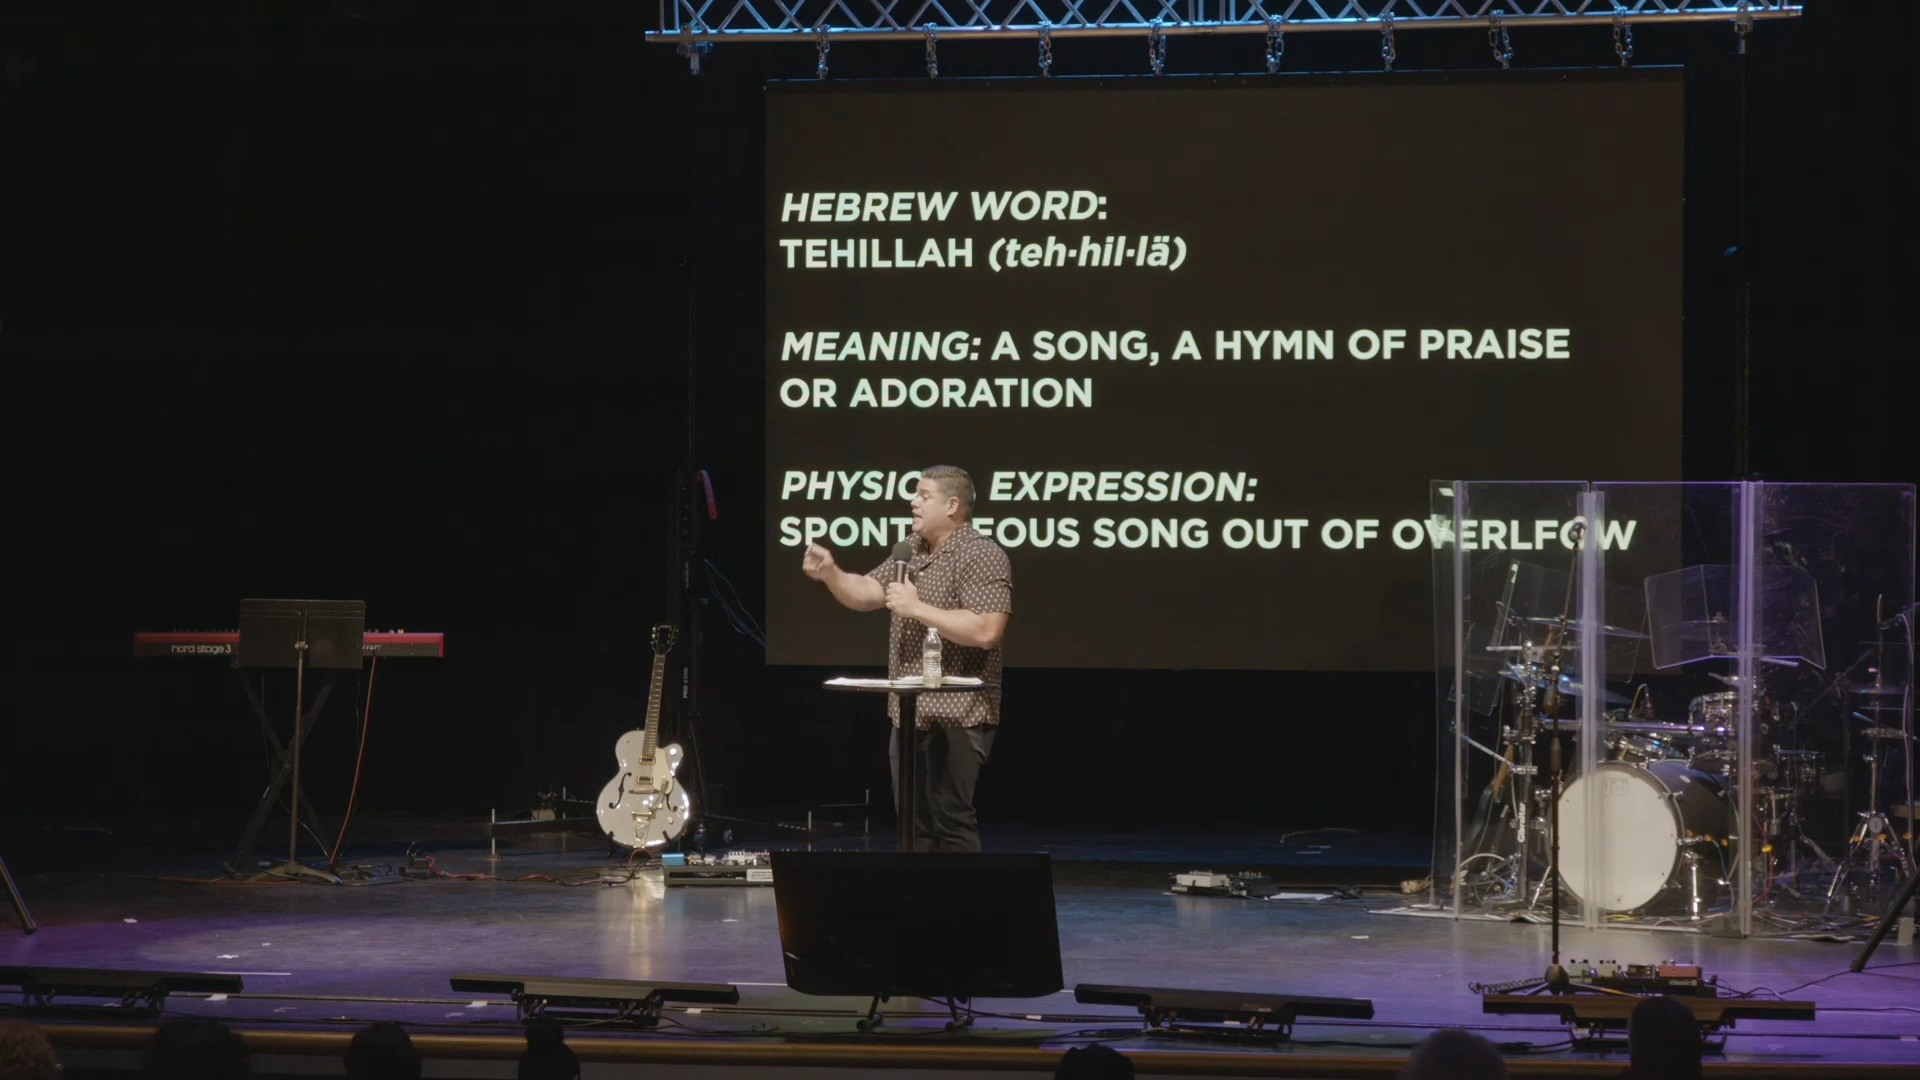 HEBREW WORD:
TEHILLAH (teh·hil·lä)
MEANING: A SONG, A HYMN OF PRAISE
OR ADORATION
EXPRESSION:
SONG OUT OF OVERLFOW
nord stage 3